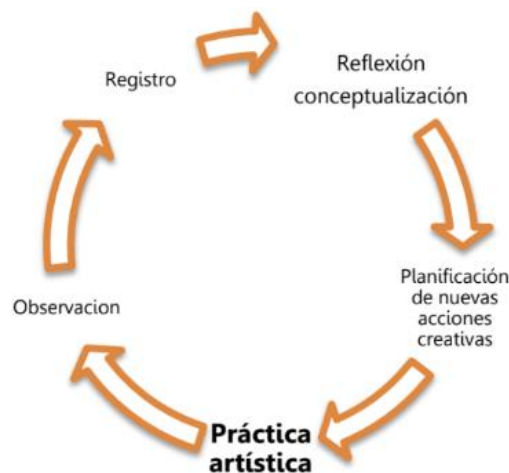 Registro
Reflexión
conceptualización
Planificación
de nuevas
acciones
creativas
Práctica
artística
Observacion